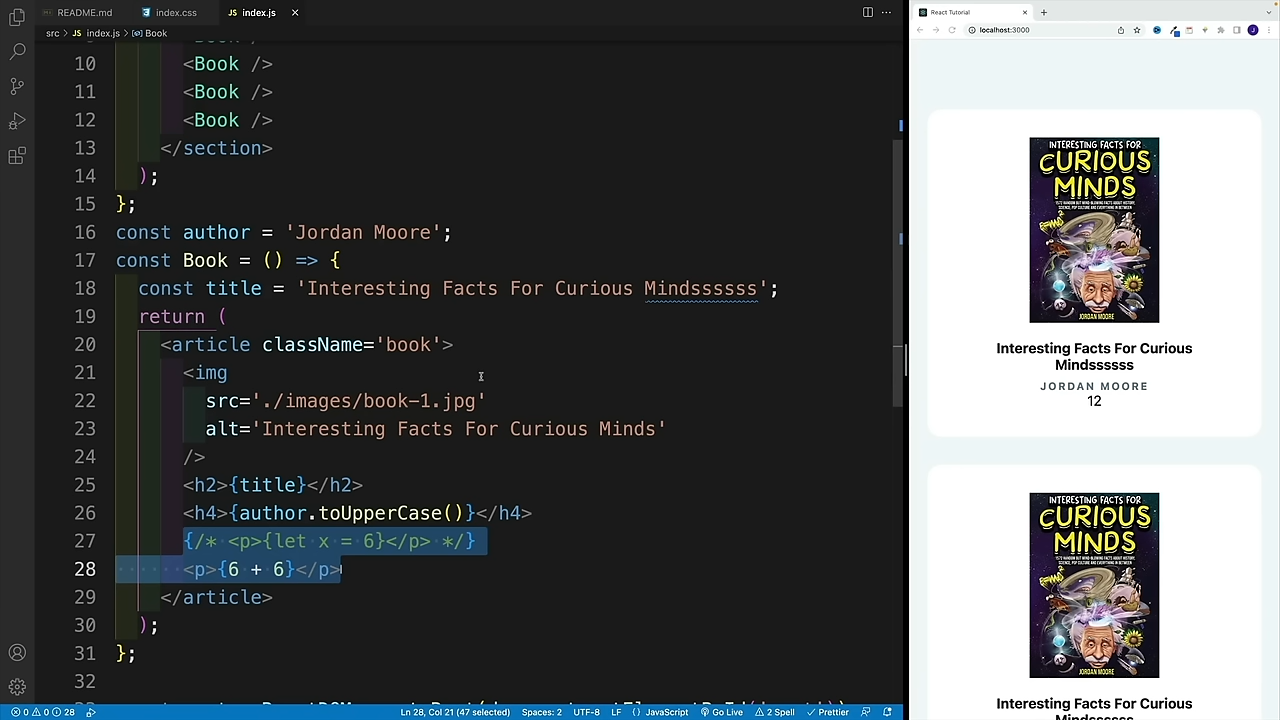 README.md
index.css
index.js
src > index.js > Book
10 <Book />
11 <Book />
12 <Book />
13 </section>
14 );
15 };
16 const author = 'Jordan Moore';
17 const Book = () => {
18 const title = 'Interesting Facts For Curious Mindssssss';
19 return (
20 <article className='book'>
21 <img
22 src='./images/book-1.jpg'
23 alt='Interesting Facts For Curious Minds'
24 />
25 <h2>{title}</h2>
26 <h4>{author.toUpperCase()}</h4>
27 {/* <p>{let x = 6}</p> */}
28 <p>{6 + 6}</p>
29 </article>
30 );
31 };
32
0 0 28
Ln 28, Col 21 (47 selected) Spaces: 2 UTF-8 LF {} JavaScript Go Live 2 Spell Prettier
React Tutorial
localhost:3000
J
INTERESTING FACTS FOR
CURIOUS
MINDS
JORDAN MOORE
Interesting Facts For Curious
Mindssssss
JORDAN MOORE
12
INTERESTING FACTS FOR
CURIOUS
MINDS
JORDAN MOORE
Interesting Facts For Curious
Mindssssss